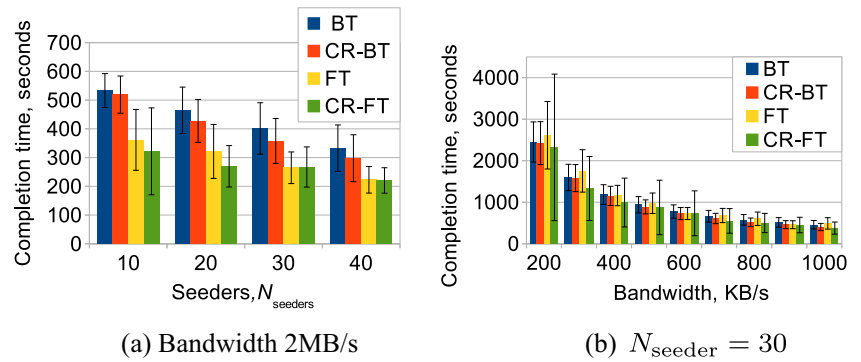 BT
CR-BT
FT
CR-FT
Completion time, seconds
700
600
500
400
300
200
100
0
10 20 30 40
Seeders, N_seeders
(a) Bandwidth 2MB/s
BT
CR-BT
FT
CR-FT
Completion time, seconds
4000
3000
2000
1000
0
200 400 600 800 1000
Bandwidth, KB/s
(b) N_seeder = 30